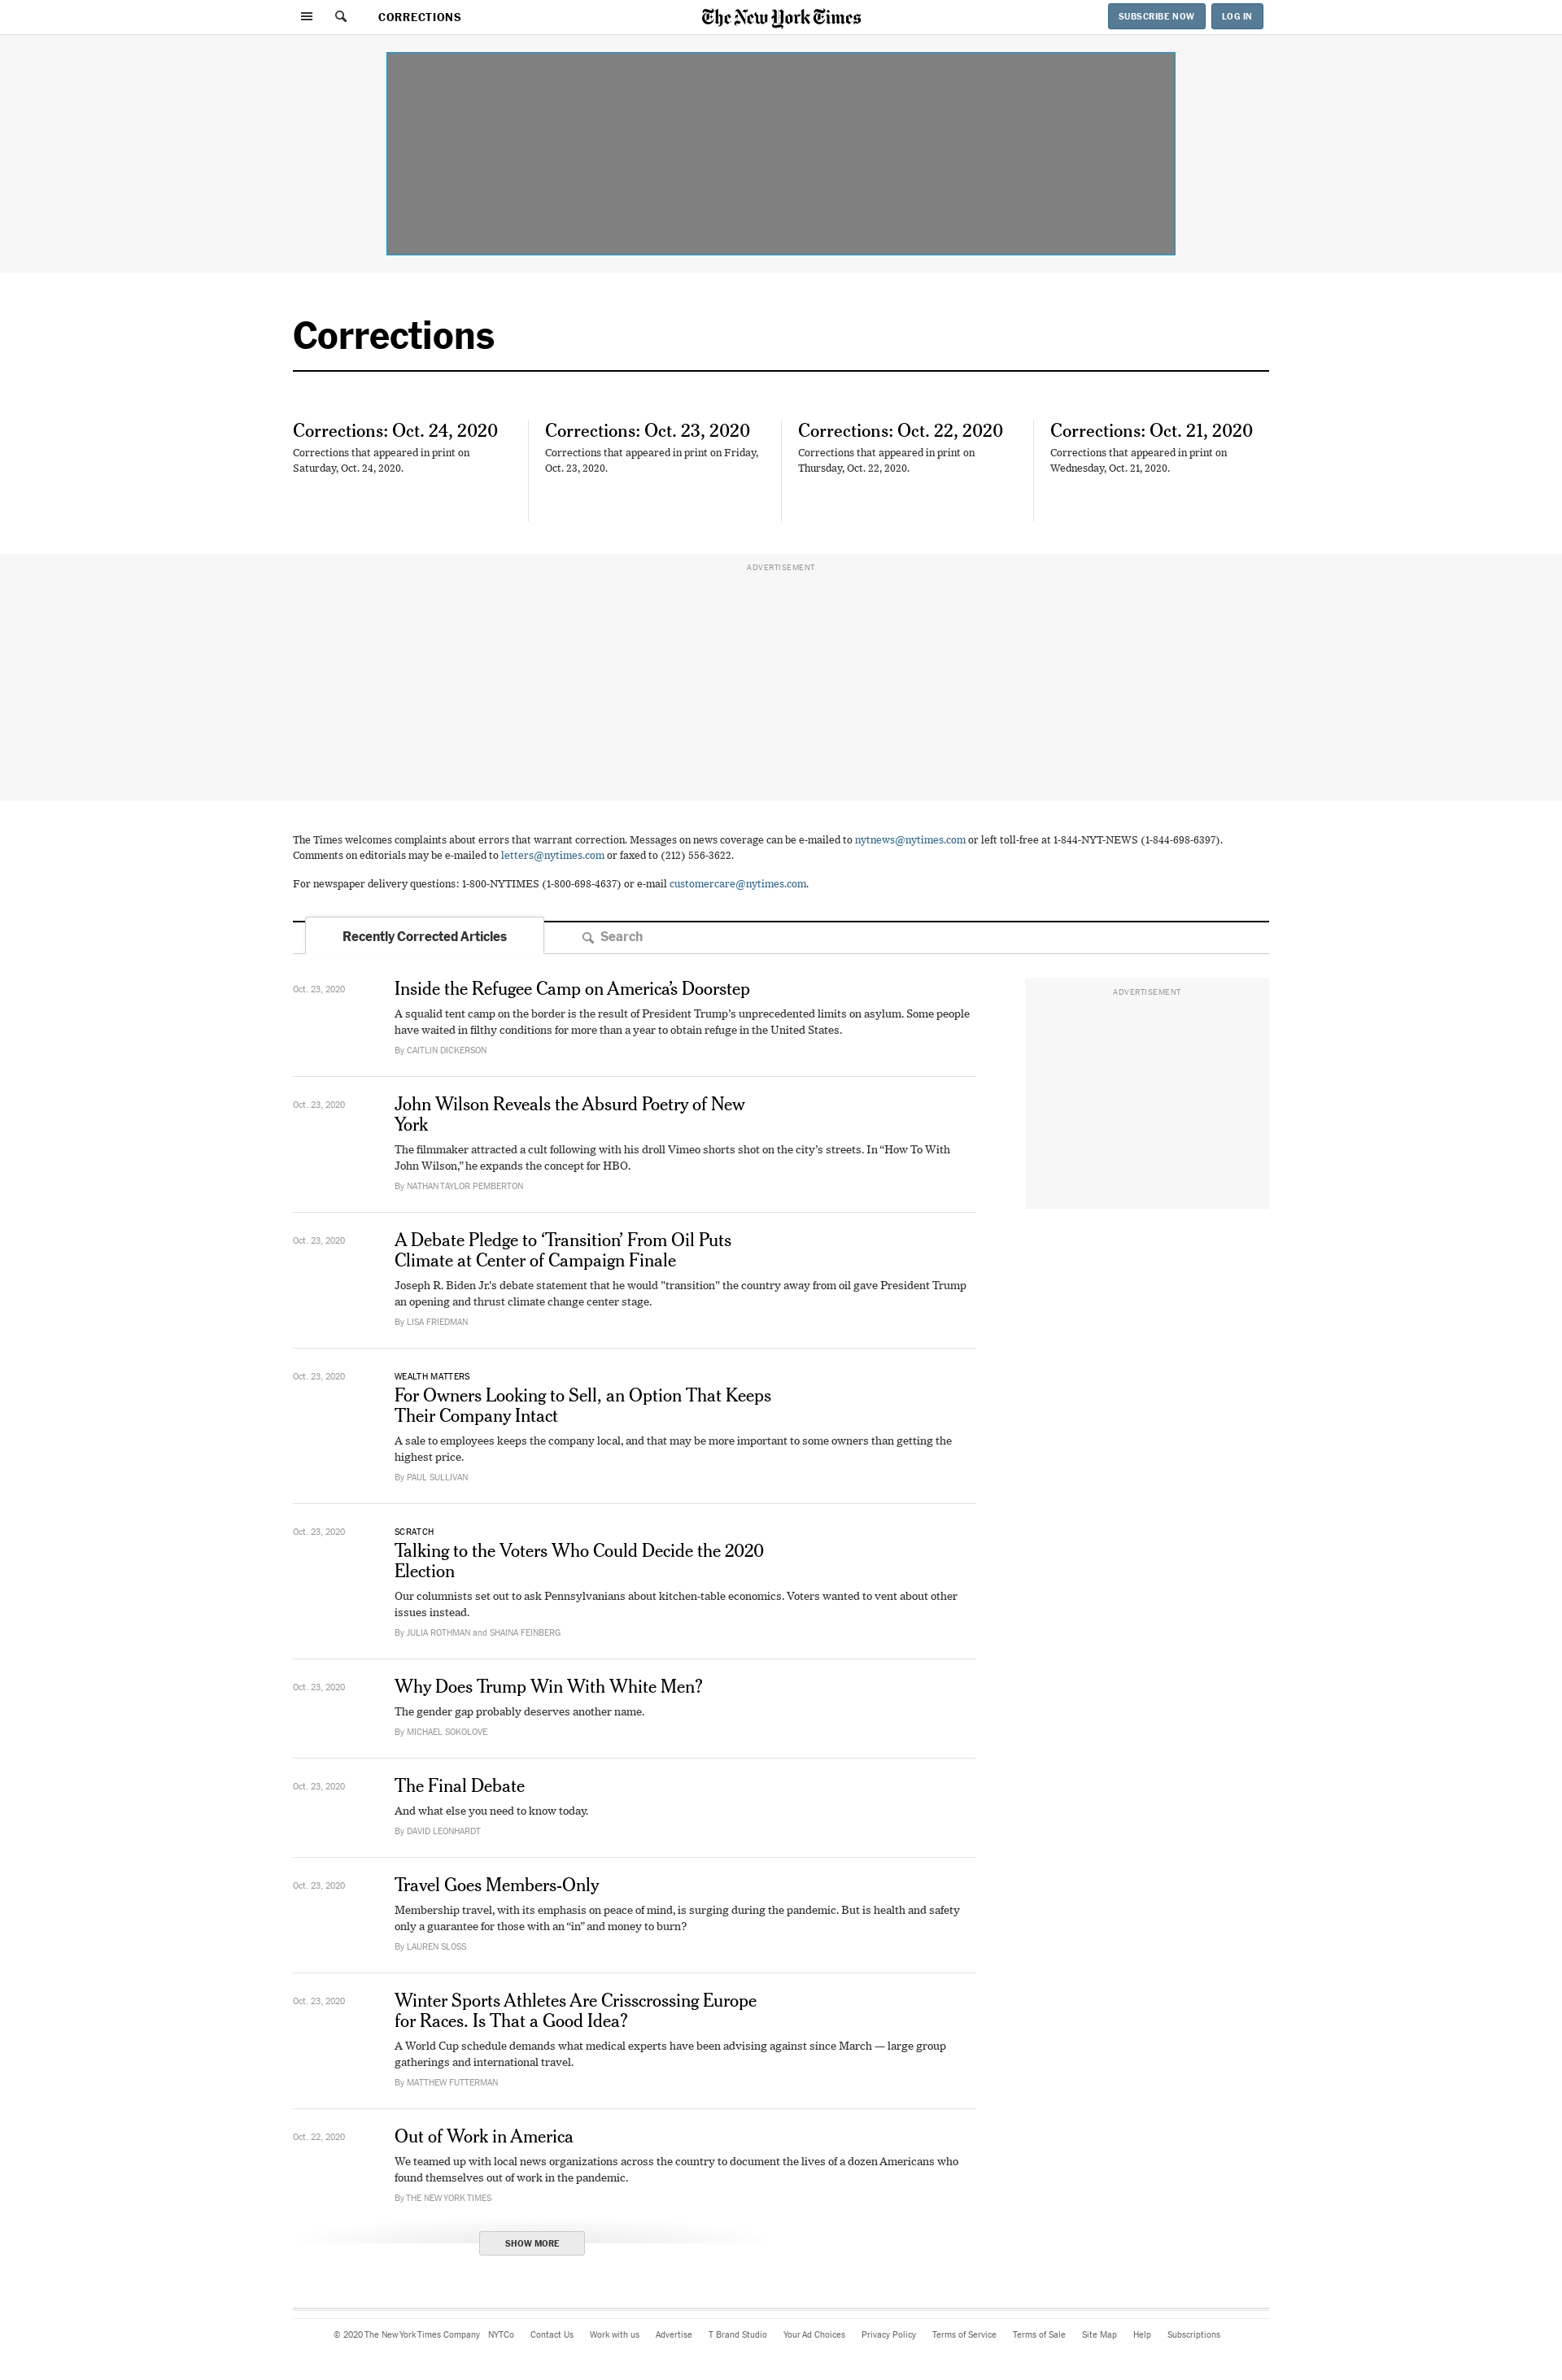 CORRECTIONS
The New York Times
SUBSCRIBE NOW
LOG IN
Corrections
Corrections: Oct. 24, 2020
Corrections that appeared in print on
Saturday, Oct. 24, 2020.
Corrections: Oct. 23, 2020
Corrections that appeared in print on Friday,
Oct. 23, 2020.
Corrections: Oct. 22, 2020
Corrections that appeared in print on
Thursday, Oct. 22, 2020.
Corrections: Oct. 21, 2020
Corrections that appeared in print on
Wednesday, Oct. 21, 2020.
ADVERTISEMENT
The Times welcomes complaints about errors that warrant correction. Messages on news coverage can be e-mailed to nytnews@nytimes.com or left toll-free at 1-844-NYT-NEWS (1-844-698-6397).
Comments on editorials may be e-mailed to letters@nytimes.com or faxed to (212) 556-3622.
For newspaper delivery questions: 1-800-NYTIMES (1-800-698-4637) or e-mail customercare@nytimes.com.
Recently Corrected Articles
Search
ADVERTISEMENT
Oct. 23, 2020
Inside the Refugee Camp on America’s Doorstep
A squalid tent camp on the border is the result of President Trump’s unprecedented limits on asylum. Some people
have waited in filthy conditions for more than a year to obtain refuge in the United States.
By CAITLIN DICKERSON
Oct. 23, 2020
John Wilson Reveals the Absurd Poetry of New
York
The filmmaker attracted a cult following with his droll Vimeo shorts shot on the city’s streets. In “How To With
John Wilson,” he expands the concept for HBO.
By NATHAN TAYLOR PEMBERTON
Oct. 23, 2020
A Debate Pledge to ‘Transition’ From Oil Puts
Climate at Center of Campaign Finale
Joseph R. Biden Jr.’s debate statement that he would "transition" the country away from oil gave President Trump
an opening and thrust climate change center stage.
By LISA FRIEDMAN
Oct. 23, 2020
WEALTH MATTERS
For Owners Looking to Sell, an Option That Keeps
Their Company Intact
A sale to employees keeps the company local, and that may be more important to some owners than getting the
highest price.
By PAUL SULLIVAN
Oct. 23, 2020
SCRATCH
Talking to the Voters Who Could Decide the 2020
Election
Our columnists set out to ask Pennsylvanians about kitchen-table economics. Voters wanted to vent about other
issues instead.
By JULIA ROTHMAN and SHAINA FEINBERG
Oct. 23, 2020
Why Does Trump Win With White Men?
The gender gap probably deserves another name.
By MICHAEL SOKOLOVE
Oct. 23, 2020
The Final Debate
And what else you need to know today.
By DAVID LEONHARDT
Oct. 23, 2020
Travel Goes Members-Only
Membership travel, with its emphasis on peace of mind, is surging during the pandemic. But is health and safety
only a guarantee for those with an “in” and money to burn?
By LAUREN SLOSS
Oct. 23, 2020
Winter Sports Athletes Are Crisscrossing Europe
for Races. Is That a Good Idea?
A World Cup schedule demands what medical experts have been advising against since March — large group
gatherings and international travel.
By MATTHEW FUTTERMAN
Oct. 22, 2020
Out of Work in America
We teamed up with local news organizations across the country to document the lives of a dozen Americans who
found themselves out of work in the pandemic.
By THE NEW YORK TIMES
SHOW MORE
© 2020 The New York Times Company NYTCo Contact Us Work with us Advertise T Brand Studio Your Ad Choices Privacy Policy Terms of Service Terms of Sale Site Map Help Subscriptions